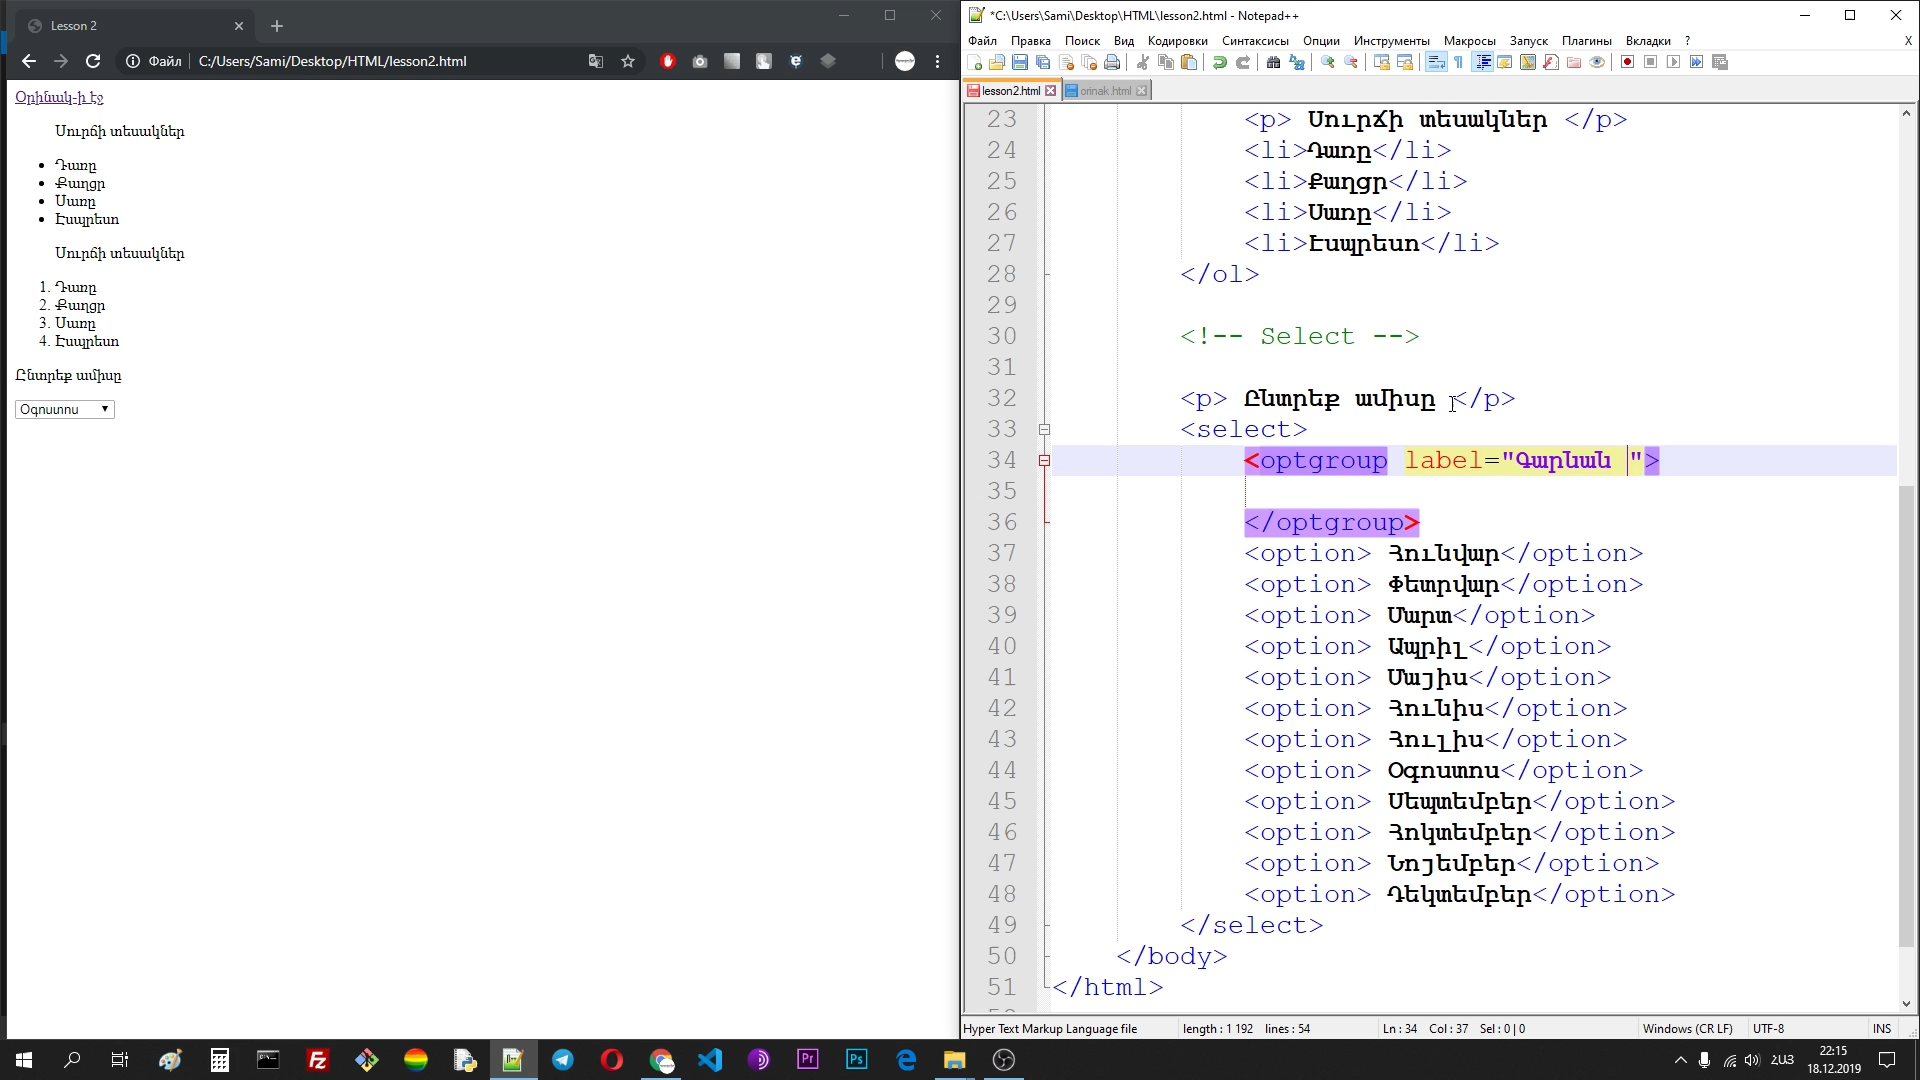 Lesson 2
Файл
C:/Users/Sami/Desktop/HTML/lesson2.html
Օրինակ-ի էջ
Սուրճի տեսակներ
Դառը
Քաղցր
Սառը
Էսպրեսո
Սուրճի տեսակներ
1. Դառը
2. Քաղցր
3. Սառը
4. Էսպրեսո
Ընտրեք ամիսը
Օգոստոս
*C:\Users\Sami\Desktop\HTML\lesson2.html - Notepad++
Файл Правка Поиск Вид Кодировки Синтаксисы Опции Инструменты Макросы Запуск Плагины Вкладки ? X
lesson2.html orinak.html
23 <p> Սուրճի տեսակներ </p>
24 <li>Դառը</li>
25 <li>Քաղցր</li>
26 <li>Սառը</li>
27 <li>Էսպրեսո</li>
28 </ol>
29
30 <!-- Select -->
31
32 <p> Ընտրեք ամիսը </p>
33 <select>
34 <optgroup label="Գարնան ">
35
36 </optgroup>
37 <option> Հունվար</option>
38 <option> Փետրվար</option>
39 <option> Մարտ</option>
40 <option> Ապրիլ</option>
41 <option> Մայիս</option>
42 <option> Հունիս</option>
43 <option> Հուլիս</option>
44 <option> Օգոստոս</option>
45 <option> Սեպտեմբեր</option>
46 <option> Հոկտեմբեր</option>
47 <option> Նոյեմբեր</option>
48 <option> Դեկտեմբեր</option>
49 </select>
50 </body>
51 </html>
Hyper Text Markup Language file length : 1 192 lines : 54 Ln : 34 Col : 37 Sel : 0 | 0 Windows (CR LF) UTF-8 INS
ՀԱՅ
22:15
18.12.2019